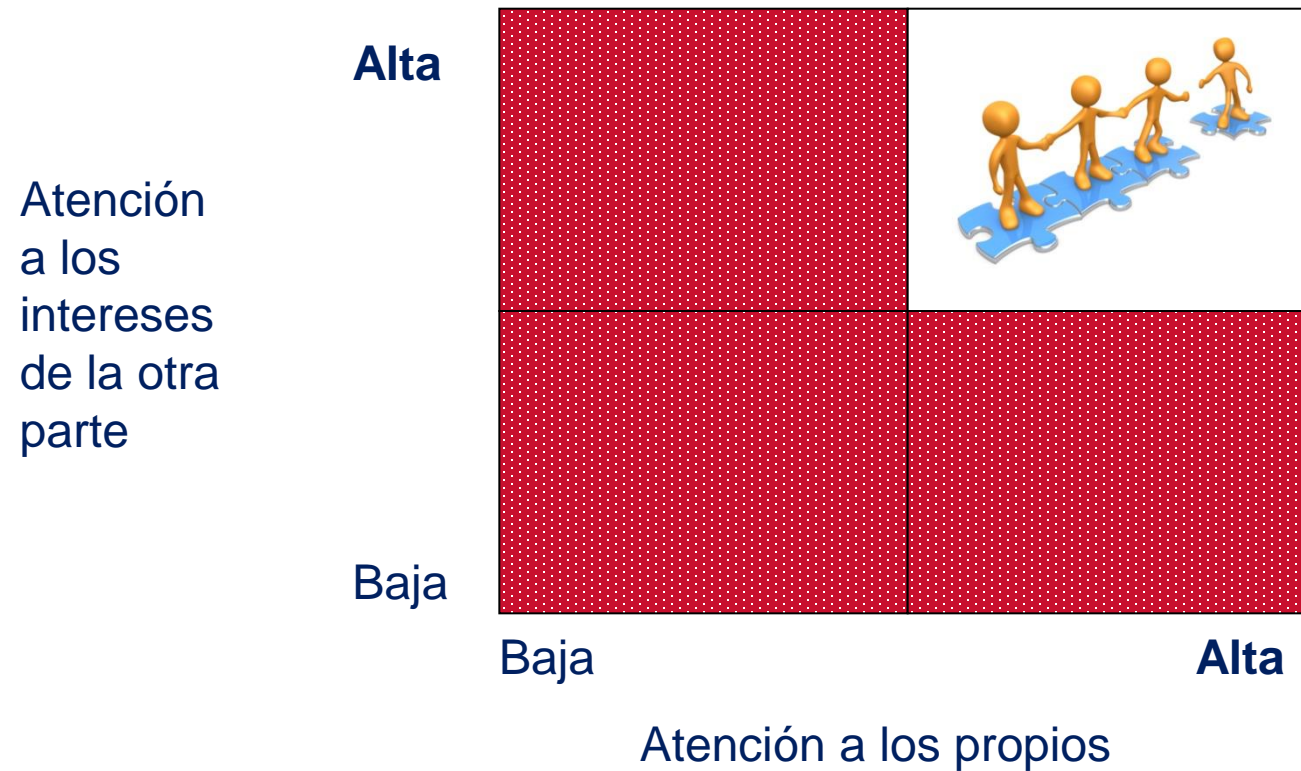 Alta
Atención
a los
intereses
de la otra
parte
Baja
Baja
Alta
Atención a los propios